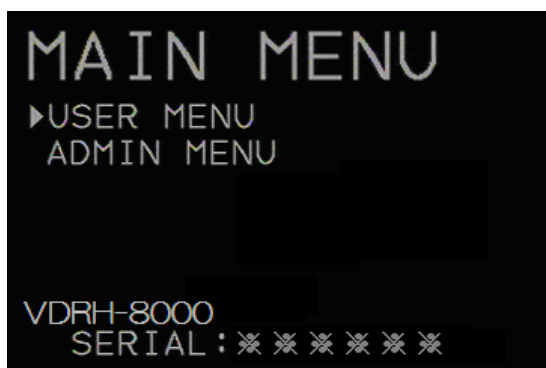 MAIN MENU
▶USER MENU
ADMIN MENU
VDRH-8000
SERIAL:※※※※※※